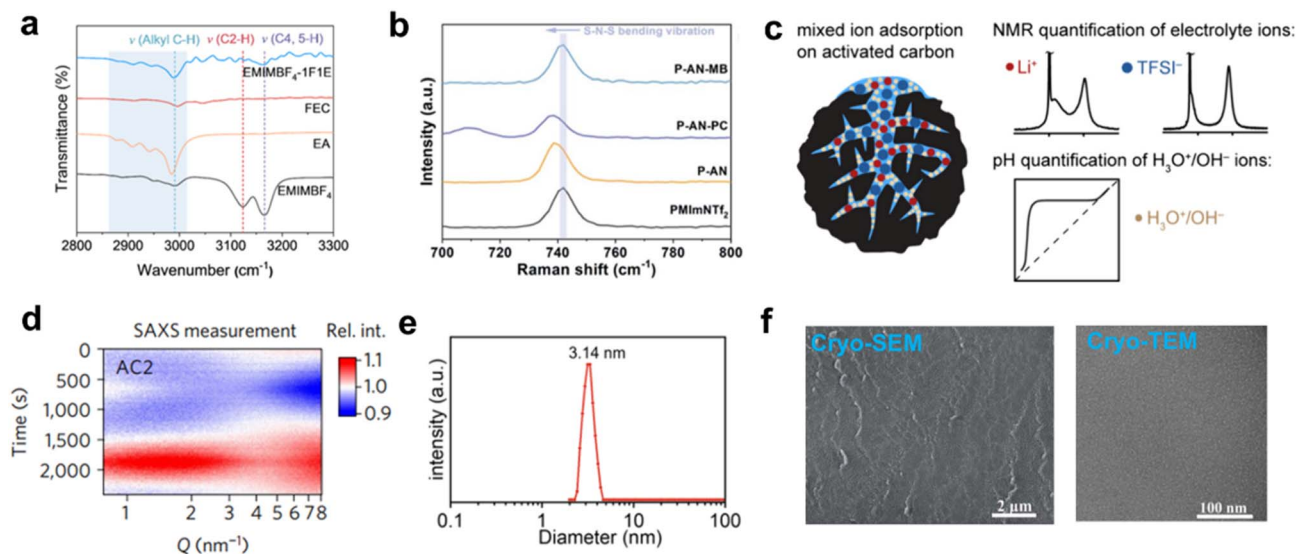 a
ν (Alkyl C-H) ν (C2-H) ν (C4, 5-H)
EMIMBF₄-1F1E
FEC
EA
EMIMBF₄
Transmittance (%)
2800 2900 3000 3100 3200 3300
Wavenumber (cm⁻¹)
b
S-N-S bending vibration
P-AN-MB
P-AN-PC
P-AN
PMImNTf₂
Intensity (a.u.)
700 720 740 760 780 800
Raman shift (cm⁻¹)
c
mixed ion adsorption
on activated carbon
NMR quantification of electrolyte ions:
Li⁺
TFSI⁻
pH quantification of H₃O⁺/OH⁻ ions:
H₃O⁺/OH⁻
d
SAXS measurement
Rel. int.
AC2
1.1
1.0
0.9
Time (s)
0
500
1,000
1,500
2,000
1 2 3 4 5 6 7 8
Q (nm⁻¹)
e
3.14 nm
intensity (a.u.)
0.1 1 10 100
Diameter (nm)
f
Cryo-SEM
2 μm
Cryo-TEM
100 nm